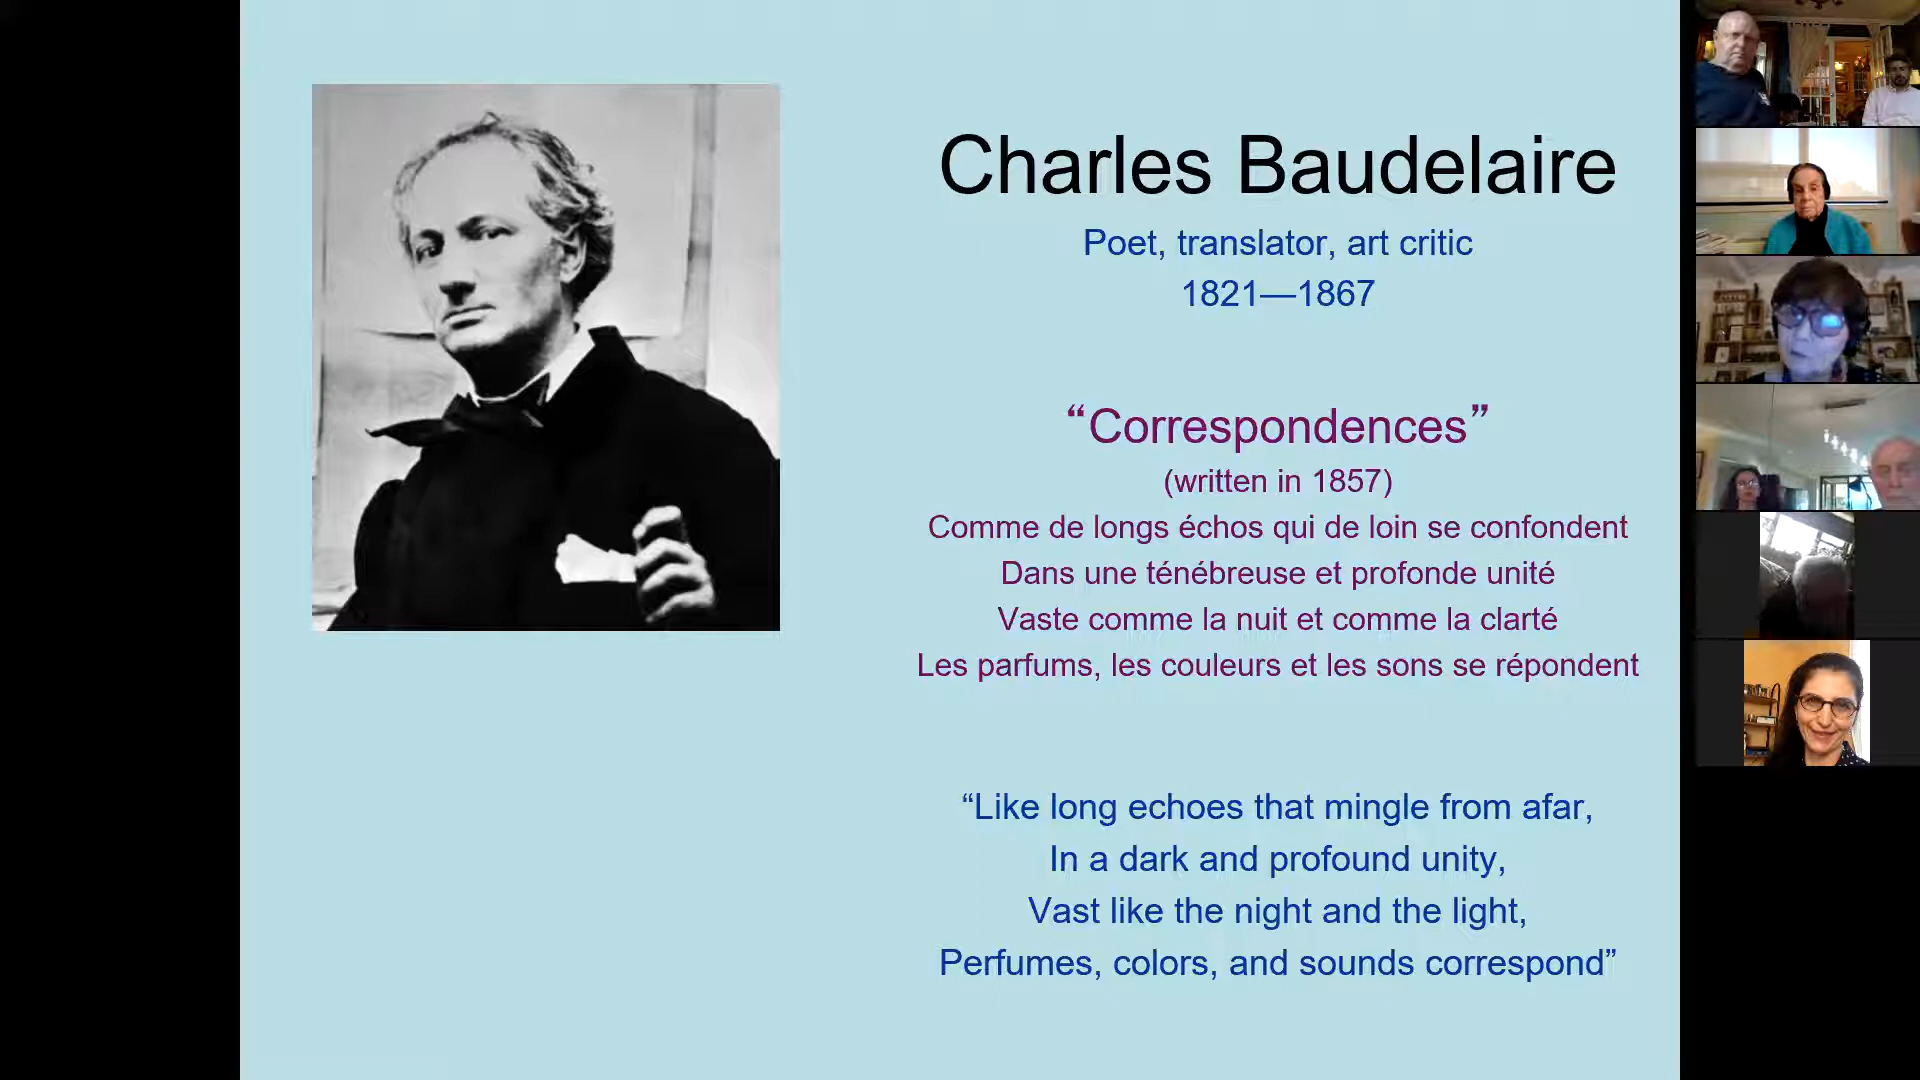 Charles Baudelaire
Poet, translator, art critic
1821—1867
“Correspondences”
(written in 1857)
Comme de longs échos qui de loin se confondent
Dans une ténébreuse et profonde unité
Vaste comme la nuit et comme la clarté
Les parfums, les couleurs et les sons se répondent
“Like long echoes that mingle from afar,
In a dark and profound unity,
Vast like the night and the light,
Perfumes, colors, and sounds correspond”